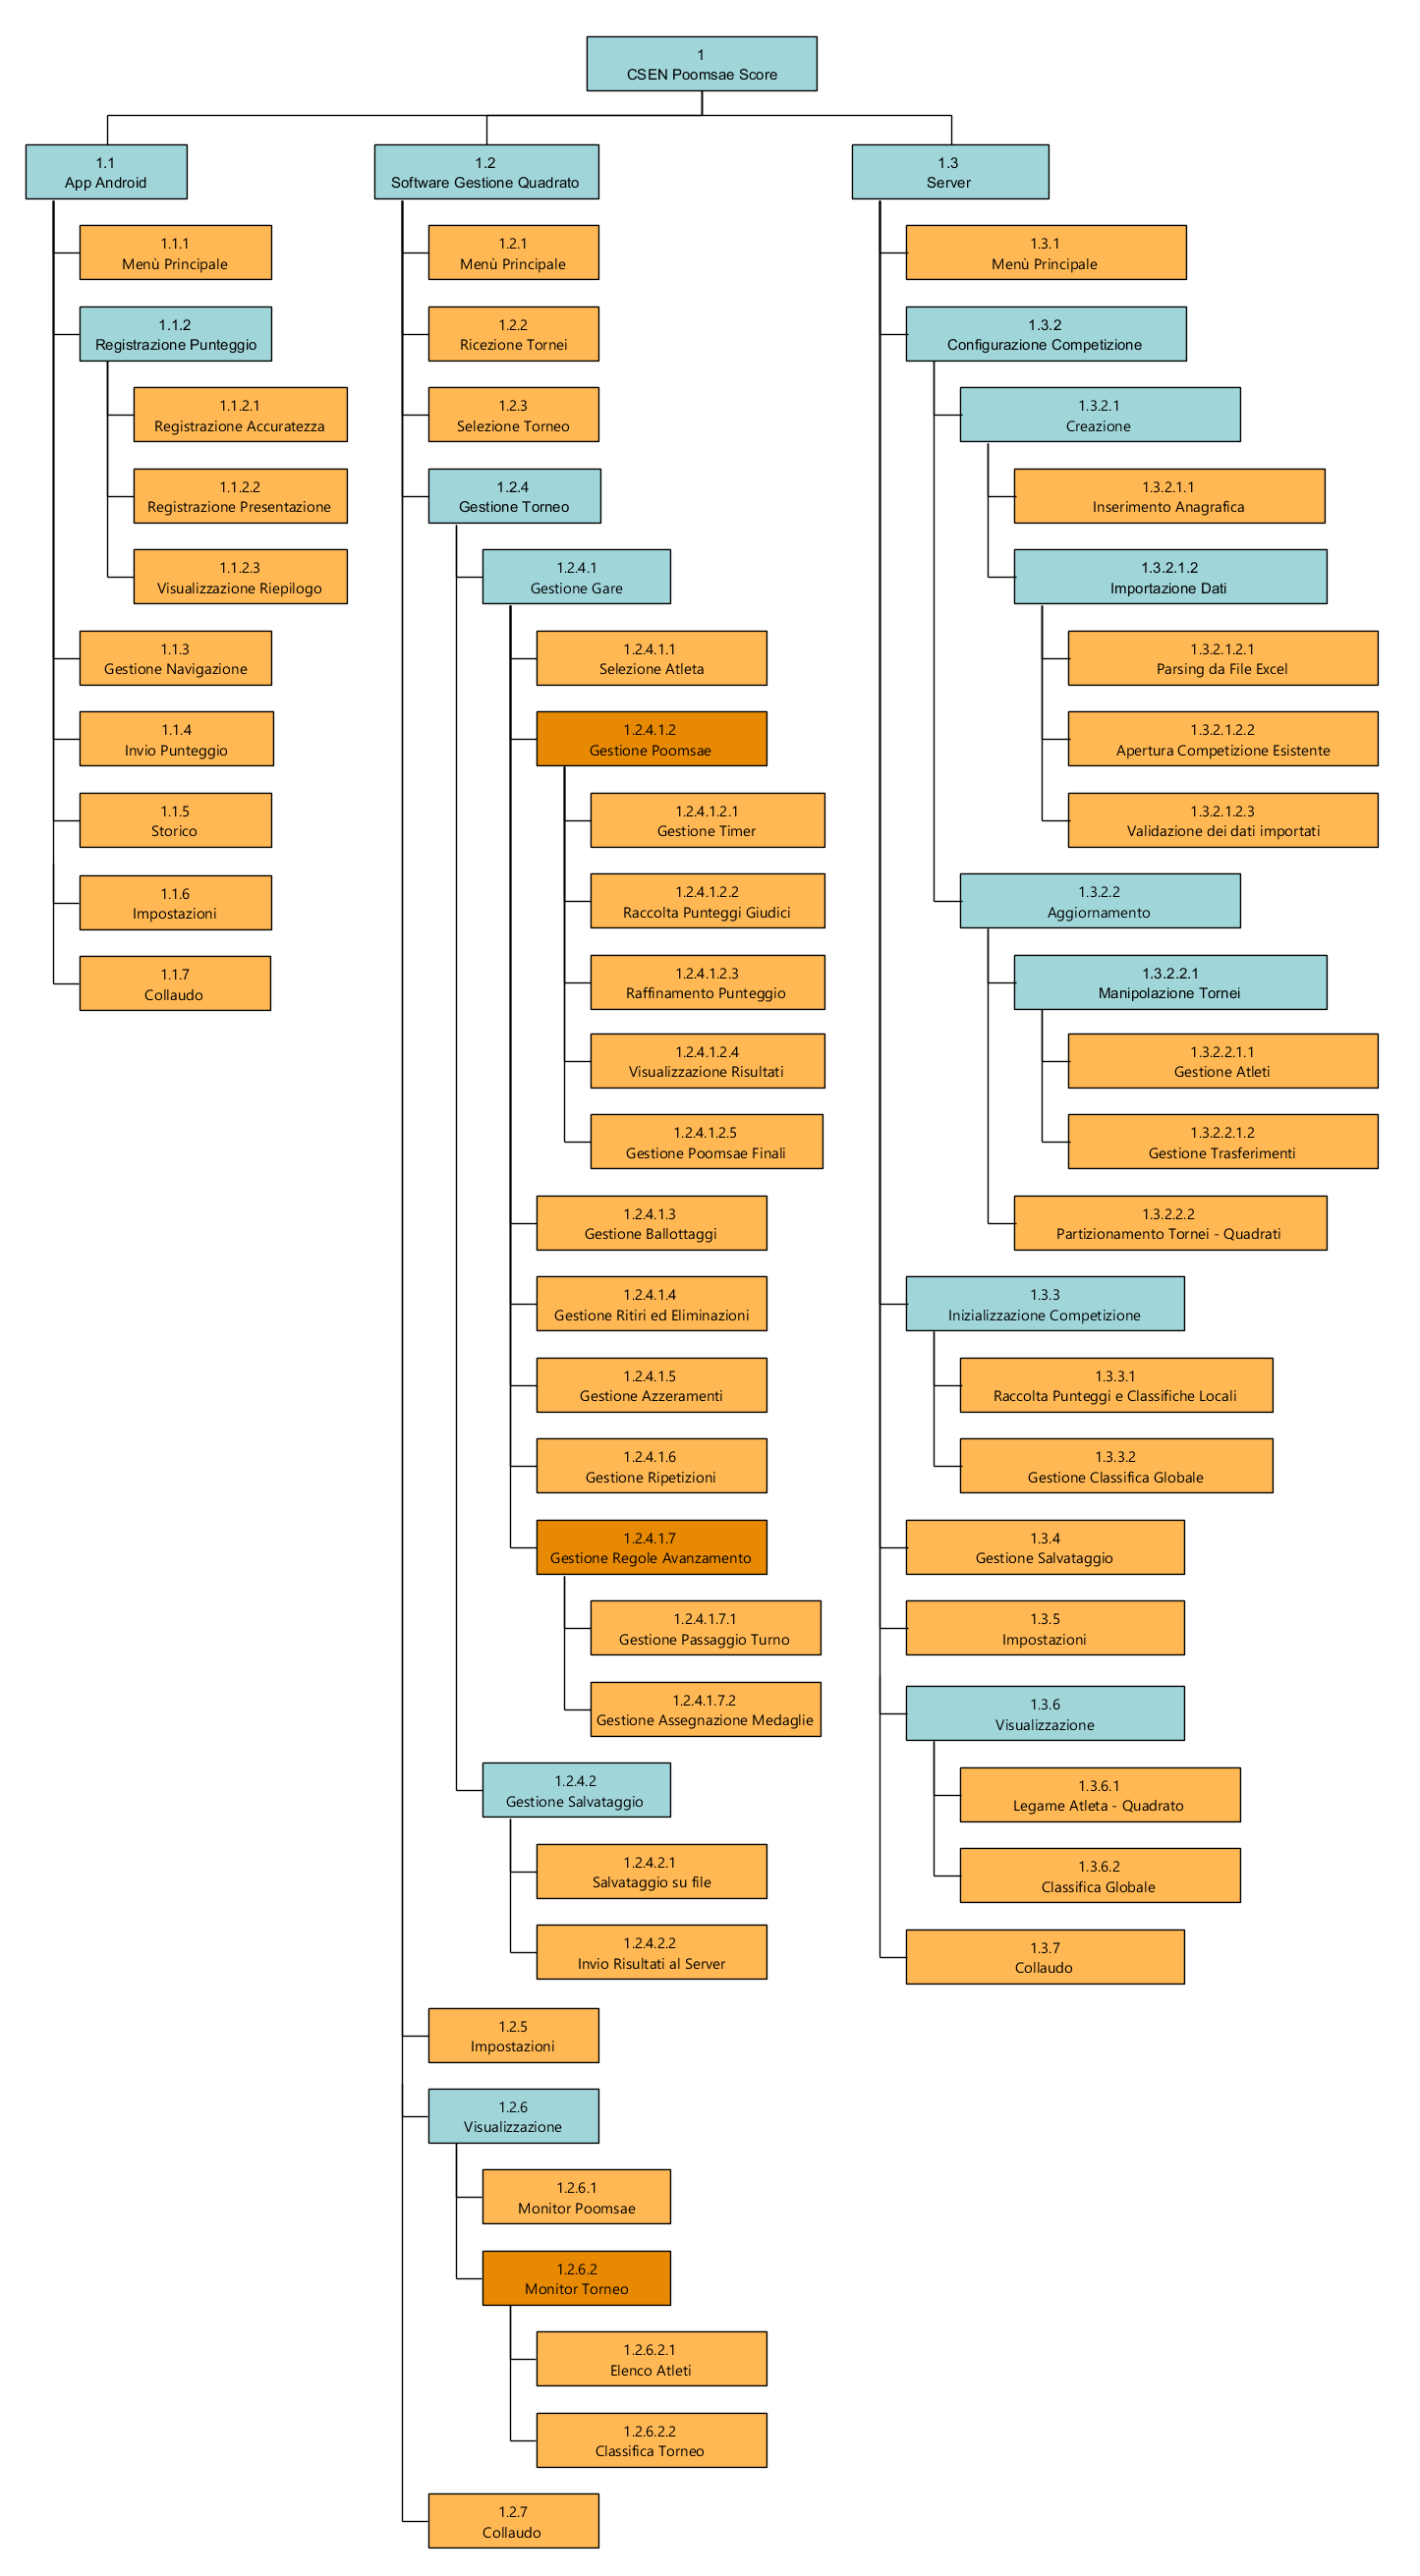 1
CSEN Poomsae Score
1.1
App Android
1.1.1
Menù Principale
1.1.2
Registrazione Punteggio
1.1.2.1
Registrazione Accuratezza
1.1.2.2
Registrazione Presentazione
1.1.2.3
Visualizzazione Riepilogo
1.1.3
Gestione Navigazione
1.1.4
Invio Punteggio
1.1.5
Storico
1.1.6
Impostazioni
1.1.7
Collaudo
1.2
Software Gestione Quadrato
1.2.1
Menù Principale
1.2.2
Ricezione Tornei
1.2.3
Selezione Torneo
1.2.4
Gestione Torneo
1.2.4.1
Gestione Gare
1.2.4.1.1
Selezione Atleta
1.2.4.1.2
Gestione Poomsae
1.2.4.1.2.1
Gestione Timer
1.2.4.1.2.2
Raccolta Punteggi Giudici
1.2.4.1.2.3
Raffinamento Punteggio
1.2.4.1.2.4
Visualizzazione Risultati
1.2.4.1.2.5
Gestione Poomsae Finali
1.2.4.1.3
Gestione Ballottaggi
1.2.4.1.4
Gestione Ritiri ed Eliminazioni
1.2.4.1.5
Gestione Azzeramenti
1.2.4.1.6
Gestione Ripetizioni
1.2.4.1.7
Gestione Regole Avanzamento
1.2.4.1.7.1
Gestione Passaggio Turno
1.2.4.1.7.2
Gestione Assegnazione Medaglie
1.2.4.2
Gestione Salvataggio
1.2.4.2.1
Salvataggio su file
1.2.4.2.2
Invio Risultati al Server
1.2.5
Impostazioni
1.2.6
Visualizzazione
1.2.6.1
Monitor Poomsae
1.2.6.2
Monitor Torneo
1.2.6.2.1
Elenco Atleti
1.2.6.2.2
Classifica Torneo
1.2.7
Collaudo
1.3
Server
1.3.1
Menù Principale
1.3.2
Configurazione Competizione
1.3.2.1
Creazione
1.3.2.1.1
Inserimento Anagrafica
1.3.2.1.2
Importazione Dati
1.3.2.1.2.1
Parsing da File Excel
1.3.2.1.2.2
Apertura Competizione Esistente
1.3.2.1.2.3
Validazione dei dati importati
1.3.2.2
Aggiornamento
1.3.2.2.1
Manipolazione Tornei
1.3.2.2.1.1
Gestione Atleti
1.3.2.2.1.2
Gestione Trasferimenti
1.3.2.2.2
Partizionamento Tornei - Quadrati
1.3.3
Inizializzazione Competizione
1.3.3.1
Raccolta Punteggi e Classifiche Locali
1.3.3.2
Gestione Classifica Globale
1.3.4
Gestione Salvataggio
1.3.5
Impostazioni
1.3.6
Visualizzazione
1.3.6.1
Legame Atleta - Quadrato
1.3.6.2
Classifica Globale
1.3.7
Collaudo